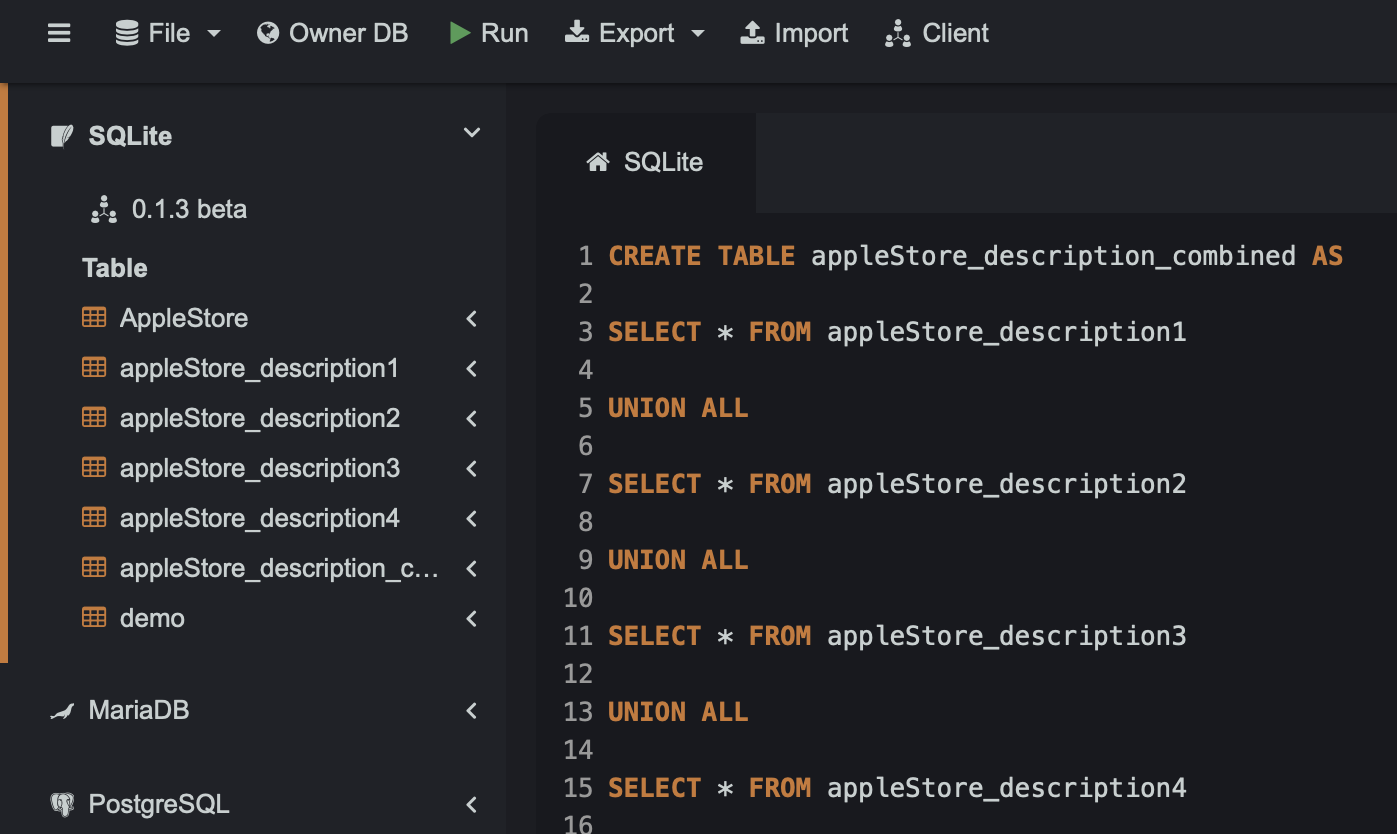 File Owner DB Run Export Import Client
SQLite
0.1.3 beta
Table
AppleStore
appleStore_description1
appleStore_description2
appleStore_description3
appleStore_description4
appleStore_description_c...
demo
MariaDB
PostgreSQL
SQLite
1 CREATE TABLE appleStore_description_combined AS
2
3 SELECT * FROM appleStore_description1
4
5 UNION ALL
6
7 SELECT * FROM appleStore_description2
8
9 UNION ALL
10
11 SELECT * FROM appleStore_description3
12
13 UNION ALL
14
15 SELECT * FROM appleStore_description4
16